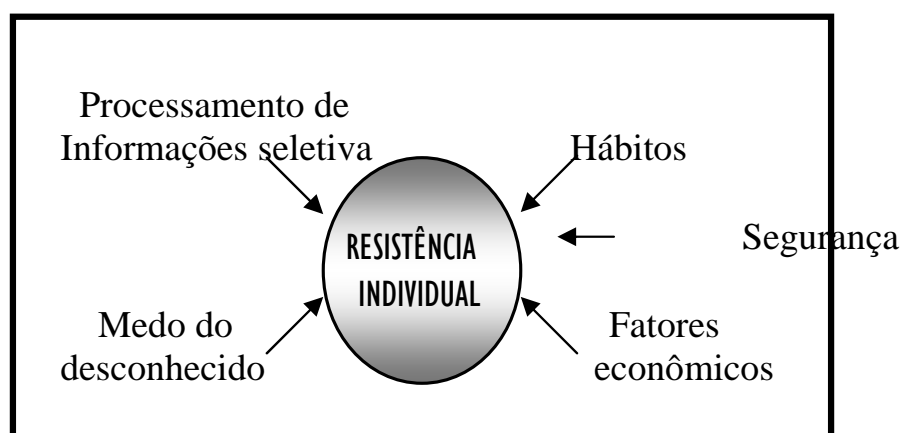 Processamento de
Informações seletiva
Hábitos
RESISTÊNCIA
INDIVIDUAL
Segurança
Medo do
desconhecido
Fatores
econômicos